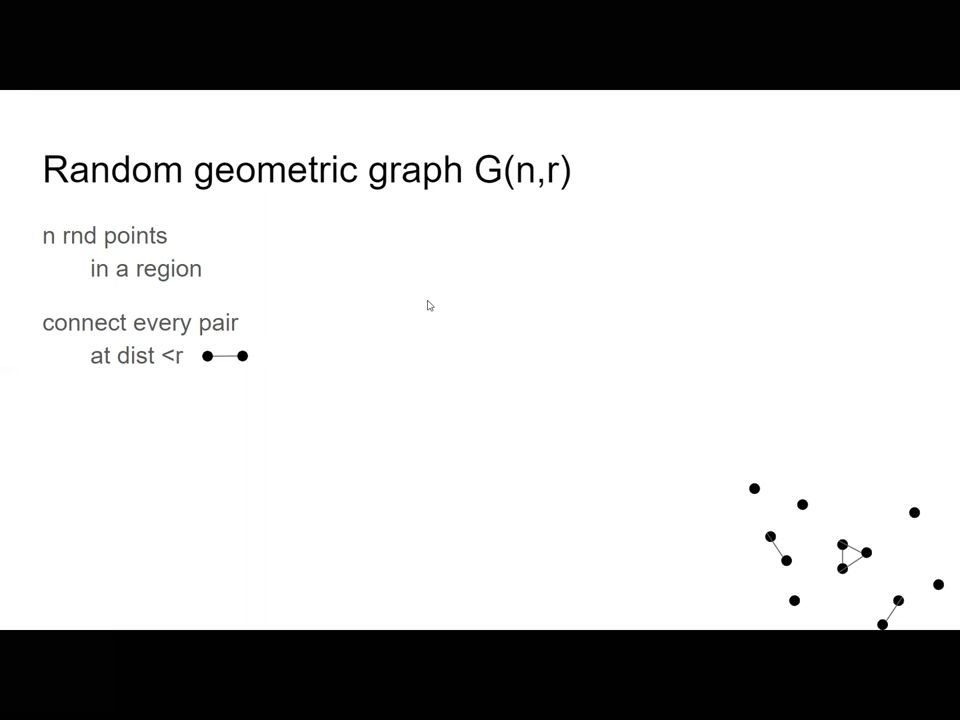 Random geometric graph G(n,r)
n rnd points
in a region
connect every pair
at dist <r